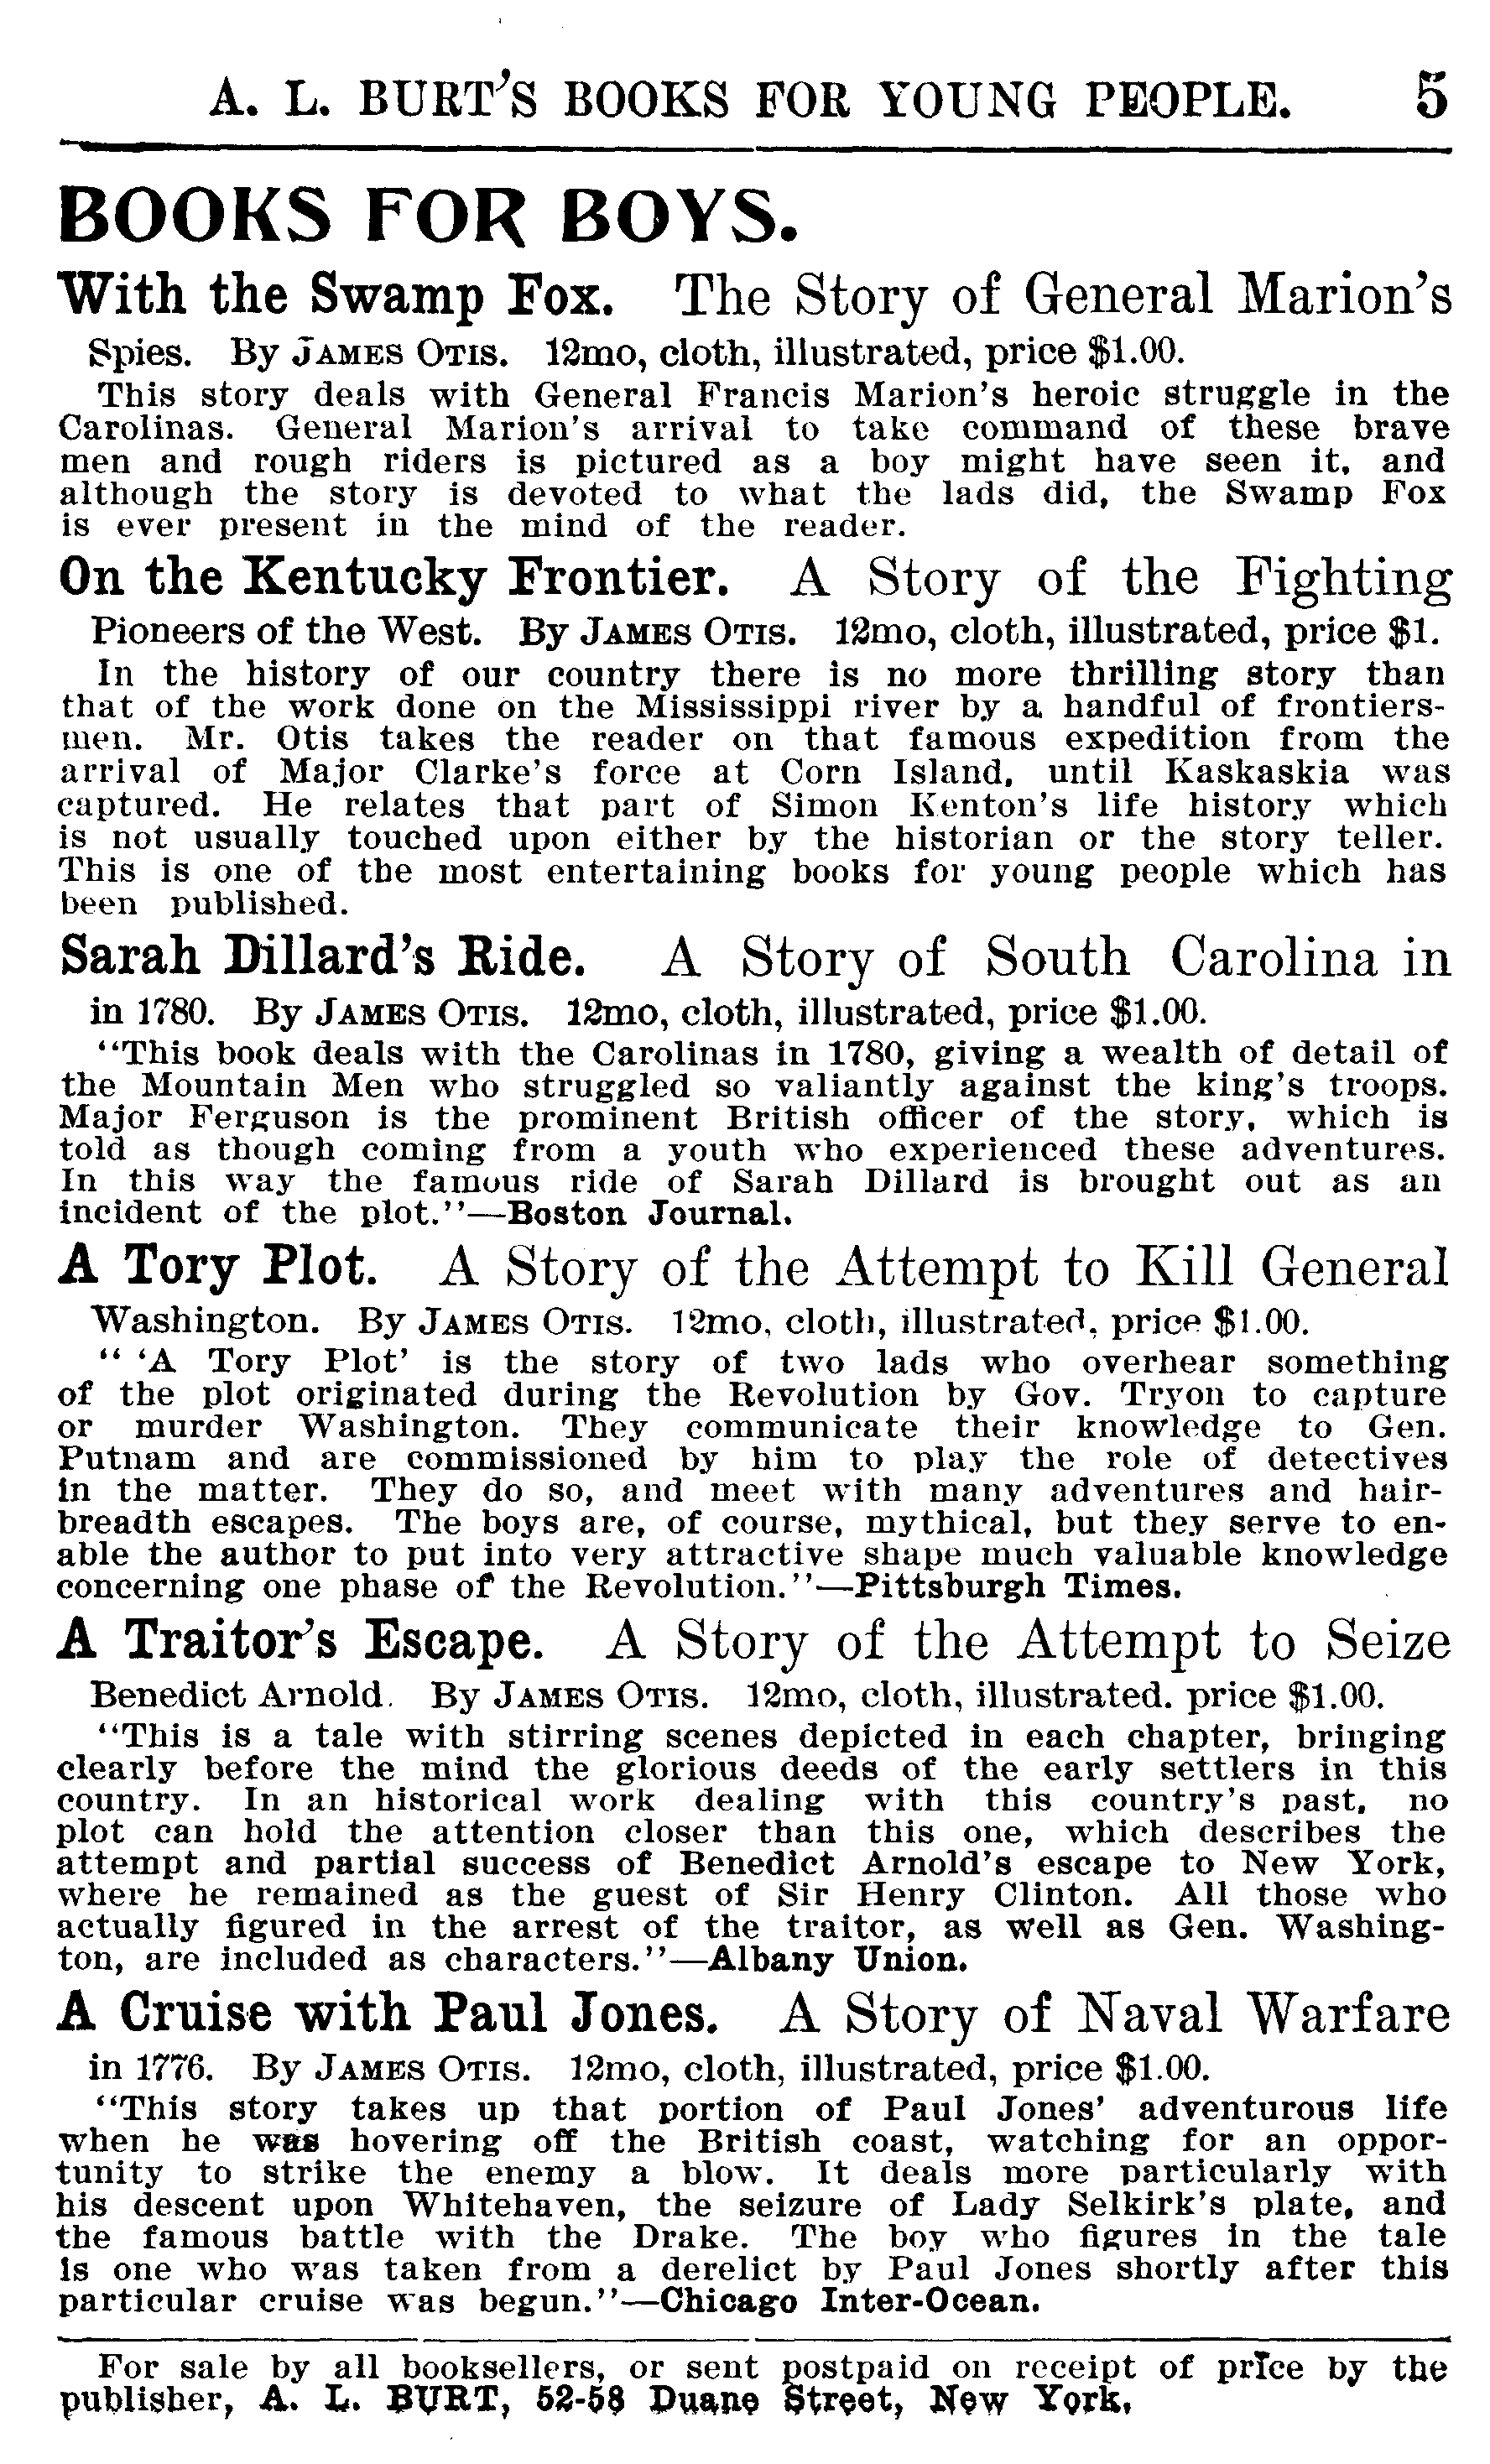 A. L. BURT'S BOOKS FOR YOUNG PEOPLE. 5
BOOKS FOR BOYS.
With the Swamp Fox. The Story of General Marion's
Spies. By JAMES OTIS. 12mo, cloth, illustrated, price $1.00.
This story deals with General Francis Marion's heroic struggle in the
Carolinas. General Marion's arrival to take command of these brave
men and rough riders is pictured as a boy might have seen it, and
although the story is devoted to what the lads did, the Swamp Fox
is ever present in the mind of the reader.
On the Kentucky Frontier. A Story of the Fighting
Pioneers of the West. By JAMES OTIS. 12mo, cloth, illustrated, price $1.
In the history of our country there is no more thrilling story than
that of the work done on the Mississippi river by a handful of frontiers-
men. Mr. Otis takes the reader on that famous expedition from the
arrival of Major Clarke's force at Corn Island, until Kaskaskia was
captured. He relates that part of Simon Kenton's life history which
is not usually touched upon either by the historian or the story teller.
This is one of the most entertaining books for young people which has
been published.
Sarah Dillard's Ride. A Story of South Carolina in
in 1780. By JAMES OTIS. 12mo, cloth, illustrated, price $1.00.
"This book deals with the Carolinas in 1780, giving a wealth of detail of
the Mountain Men who struggled so valiantly against the king's troops.
Major Ferguson is the prominent British officer of the story, which is
told as though coming from a youth who experienced these adventures.
In this way the famous ride of Sarah Dillard is brought out as an
incident of the plot."—Boston Journal.
A Tory Plot. A Story of the Attempt to Kill General
Washington. By JAMES OTIS. 12mo, cloth, illustrated, price $1.00.
" 'A Tory Plot' is the story of two lads who overhear something
of the plot originated during the Revolution by Gov. Tryon to capture
or murder Washington. They communicate their knowledge to Gen.
Putnam and are commissioned by him to play the role of detectives
in the matter. They do so, and meet with many adventures and hair-
breadth escapes. The boys are, of course, mythical, but they serve to en-
able the author to put into very attractive shape much valuable knowledge
concerning one phase of the Revolution."—Pittsburgh Times.
A Traitor's Escape. A Story of the Attempt to Seize
Benedict Arnold. By JAMES OTIS. 12mo, cloth, illustrated. price $1.00.
"This is a tale with stirring scenes depicted in each chapter, bringing
clearly before the mind the glorious deeds of the early settlers in this
country. In an historical work dealing with this country's past, no
plot can hold the attention closer than this one, which describes the
attempt and partial success of Benedict Arnold's escape to New York,
where he remained as the guest of Sir Henry Clinton. All those who
actually figured in the arrest of the traitor, as well as Gen. Washing-
ton, are included as characters."—Albany Union.
A Cruise with Paul Jones. A Story of Naval Warfare
in 1776. By JAMES OTIS. 12mo, cloth, illustrated, price $1.00.
"This story takes up that portion of Paul Jones' adventurous life
when he was hovering off the British coast, watching for an oppor-
tunity to strike the enemy a blow. It deals more particularly with
his descent upon Whitehaven, the seizure of Lady Selkirk's plate, and
the famous battle with the Drake. The boy who figures in the tale
is one who was taken from a derelict by Paul Jones shortly after this
particular cruise was begun."—Chicago Inter-Ocean.
For sale by all booksellers, or sent postpaid on receipt of price by the
publisher, A. L. BURT, 52-58 Duane Street, New York.